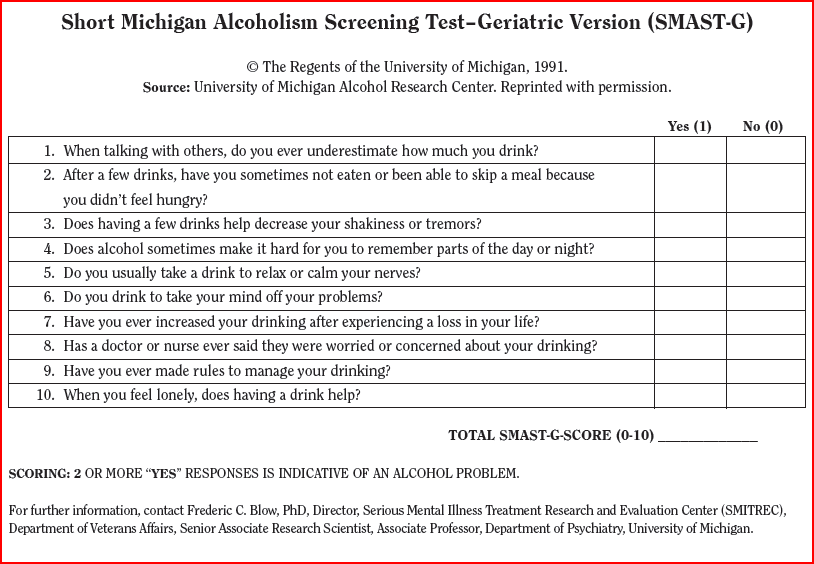 Short Michigan Alcoholism Screening Test–Geriatric Version (SMAST-G)
© The Regents of the University of Michigan, 1991.
Source: University of Michigan Alcohol Research Center. Reprinted with permission.
Yes (1) No (0)
1. When talking with others, do you ever underestimate how much you drink?
2. After a few drinks, have you sometimes not eaten or been able to skip a meal because
you didn’t feel hungry?
3. Does having a few drinks help decrease your shakiness or tremors?
4. Does alcohol sometimes make it hard for you to remember parts of the day or night?
5. Do you usually take a drink to relax or calm your nerves?
6. Do you drink to take your mind off your problems?
7. Have you ever increased your drinking after experiencing a loss in your life?
8. Has a doctor or nurse ever said they were worried or concerned about your drinking?
9. Have you ever made rules to manage your drinking?
10. When you feel lonely, does having a drink help?
TOTAL SMAST-G-SCORE (0-10) ______________
SCORING: 2 OR MORE “YES” RESPONSES IS INDICATIVE OF AN ALCOHOL PROBLEM.
For further information, contact Frederic C. Blow, PhD, Director, Serious Mental Illness Treatment Research and Evaluation Center (SMITREC),
Department of Veterans Affairs, Senior Associate Research Scientist, Associate Professor, Department of Psychiatry, University of Michigan.